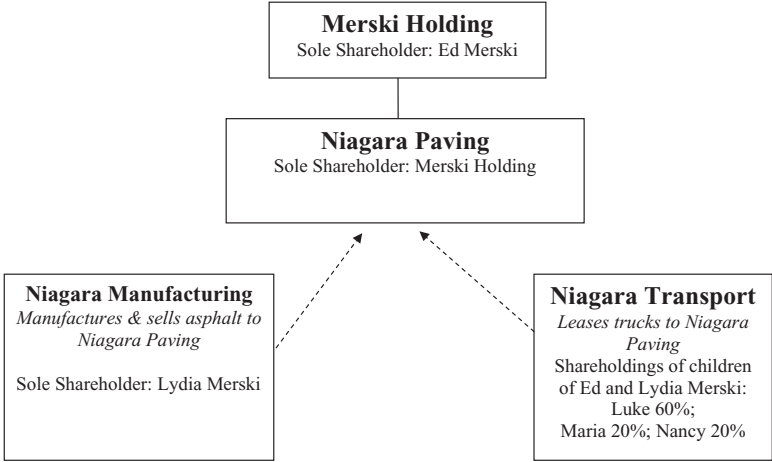 Merski Holding
Sole Shareholder: Ed Merski
Niagara Paving
Sole Shareholder: Merski Holding
Niagara Manufacturing
Manufactures & sells asphalt to
Niagara Paving
Sole Shareholder: Lydia Merski
Niagara Transport
Leases trucks to Niagara
Paving
Shareholdings of children
of Ed and Lydia Merski:
Luke 60%;
Maria 20%; Nancy 20%